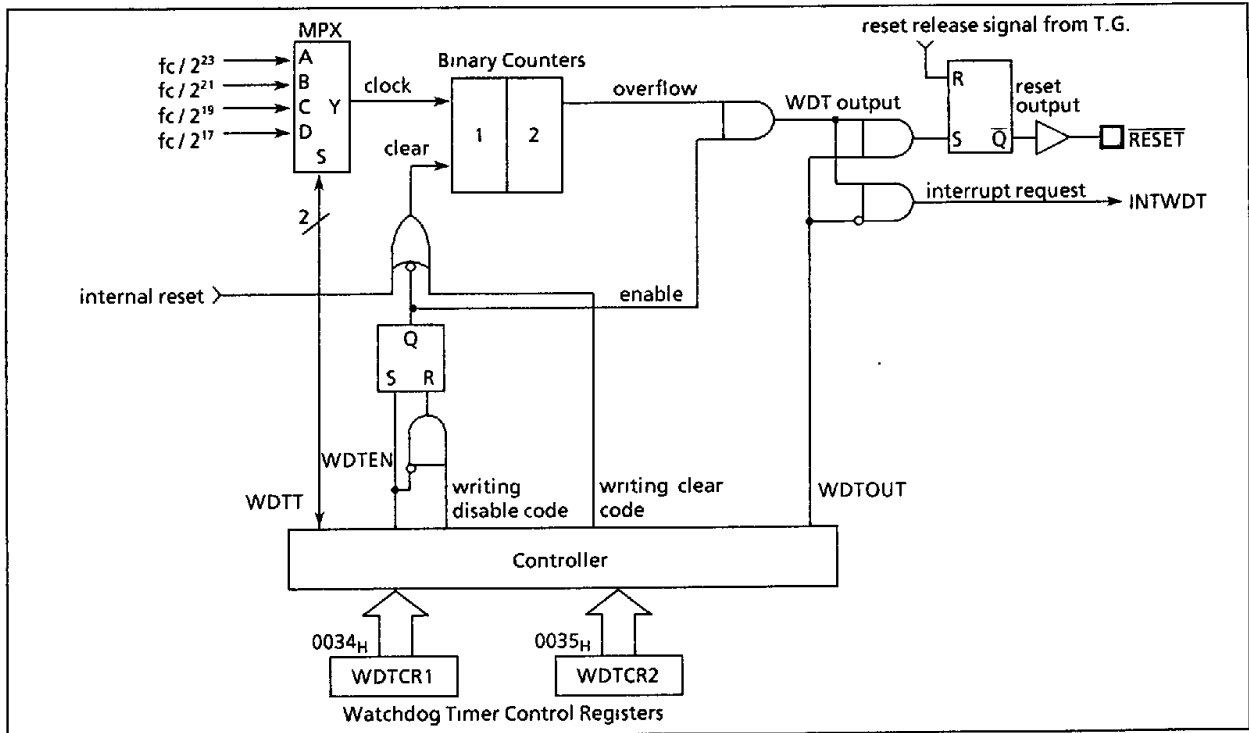 reset release signal from T.G.
MPX
fc / 2²³
fc / 2²¹
fc / 2¹⁹
fc / 2¹⁷
A
B
C
D
Y
S
clock
clear
Binary Counters
1
2
overflow
WDT output
R
S
Q̅
reset
output
R̅E̅S̅E̅T̅
interrupt request
INTWDT
2
internal reset
enable
Q
S
R
WDTEN
WDTT
writing
disable code
writing clear
code
WDTOUT
Controller
0034H
0035H
WDTCR1
WDTCR2
Watchdog Timer Control Registers